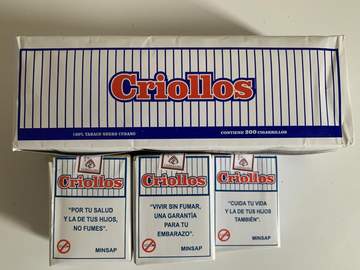 Criollos
100% TABACO NEGRO CUBANO
CONTIENE 200 CIGARRILLOS
Criollos
"POR TU SALUD
Y LA DE TUS HIJOS,
NO FUMES".
MINSAP
Criollos
"VIVIR SIN FUMAR,
UNA GARANTÍA
PARA TU
EMBARAZO".
MINSAP
Criollos
"CUIDA TU VIDA
Y LA DE TUS HIJOS
TAMBIÉN".
MINSAP